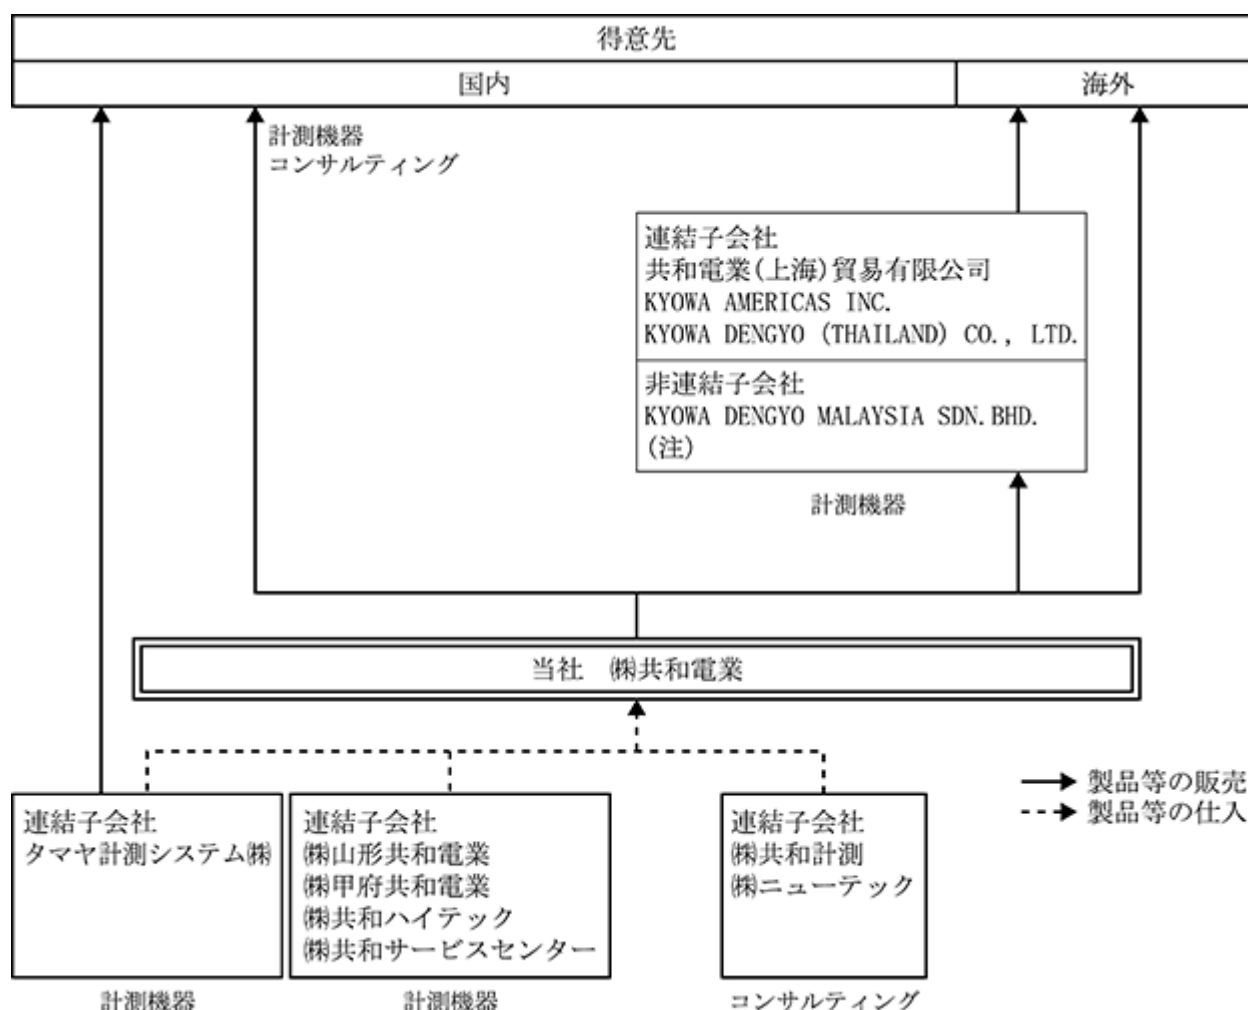 得意先
国内
海外
計測機器
コンサルティング
連結子会社
共和電業(上海)貿易有限公司
KYOWA AMERICAS INC.
KYOWA DENGYO (THAILAND) CO., LTD.
非連結子会社
KYOWA DENGYO MALAYSIA SDN.BHD.
(注)
計測機器
当社　㈱共和電業
製品等の販売
製品等の仕入
連結子会社
タマヤ計測システム㈱
計測機器
連結子会社
㈱山形共和電業
㈱甲府共和電業
㈱共和ハイテック
㈱共和サービスセンター
計測機器
連結子会社
㈱共和計測
㈱ニューテック
コンサルティング